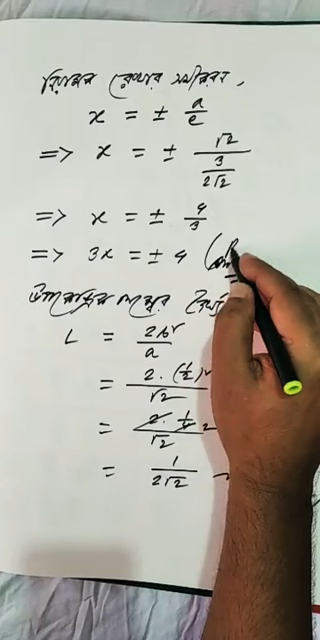 নিয়ামক রেখার সমীকরণ,
x = ± a/e
=> x = ± √2 / (3 / 2√2)
=> x = ± 4/3
=> 3x = ± 4 (
উপকেন্দ্রিক লম্বের দৈর্ঘ্য
L = 2b² / a
= 2 · (1/2)² / √2
= 2 · 1/4 / √2
= 1 / 2√2